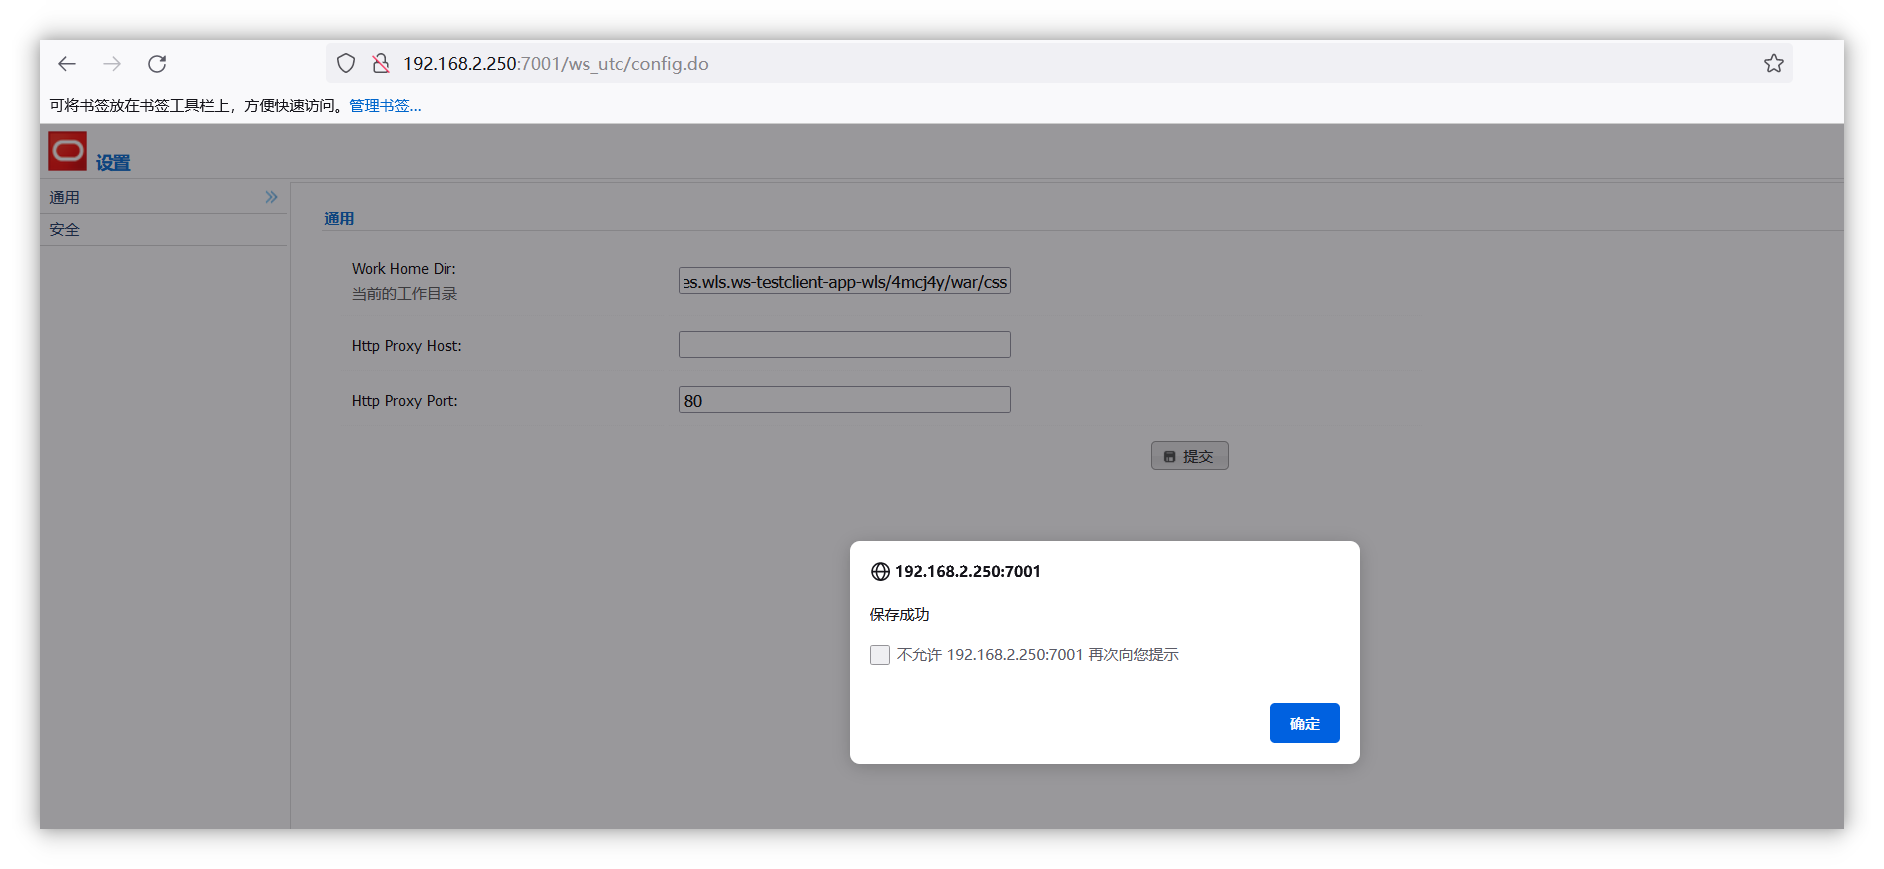 192.168.2.250:7001/ws_utc/config.do
可将书签放在书签工具栏上，方便快速访问。管理书签...
设置
通用
安全
通用
Work Home Dir:
当前的工作目录
es.wls.ws-testclient-app-wls/4mcj4y/war/css
Http Proxy Host:
Http Proxy Port:
80
提交
192.168.2.250:7001
保存成功
不允许 192.168.2.250:7001 再次向您提示
确定